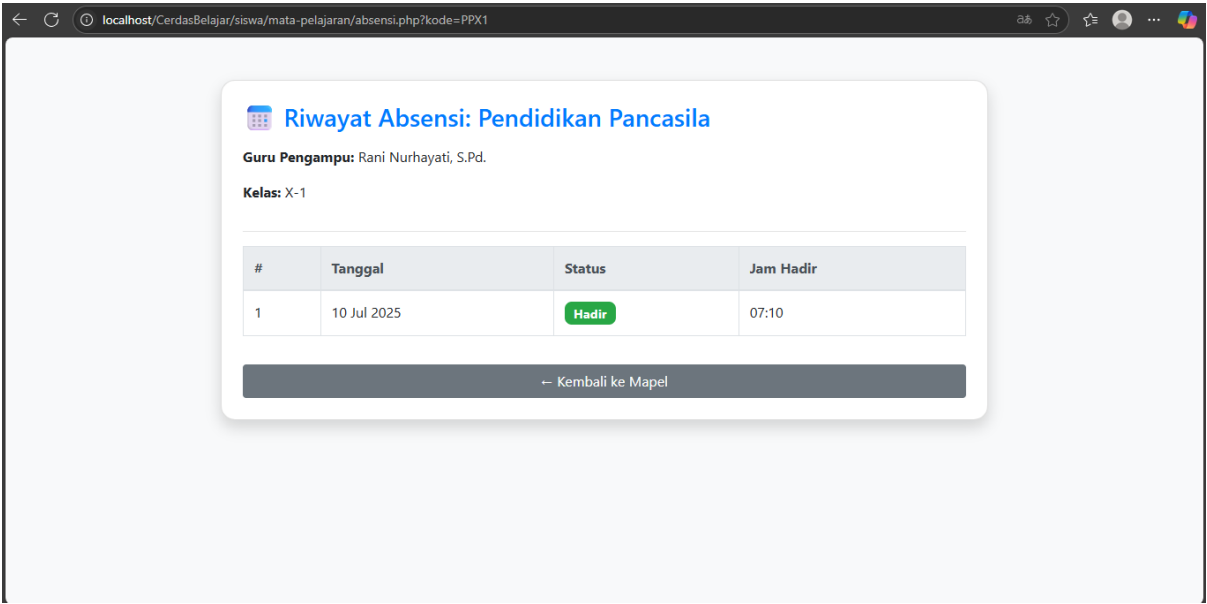 localhost/CerdasBelajar/siswa/mata-pelajaran/absensi.php?kode=PPX1
Riwayat Absensi: Pendidikan Pancasila
Guru Pengampu: Rani Nurhayati, S.Pd.
Kelas: X-1
# Tanggal Status Jam Hadir
1 10 Jul 2025 Hadir 07:10
← Kembali ke Mapel